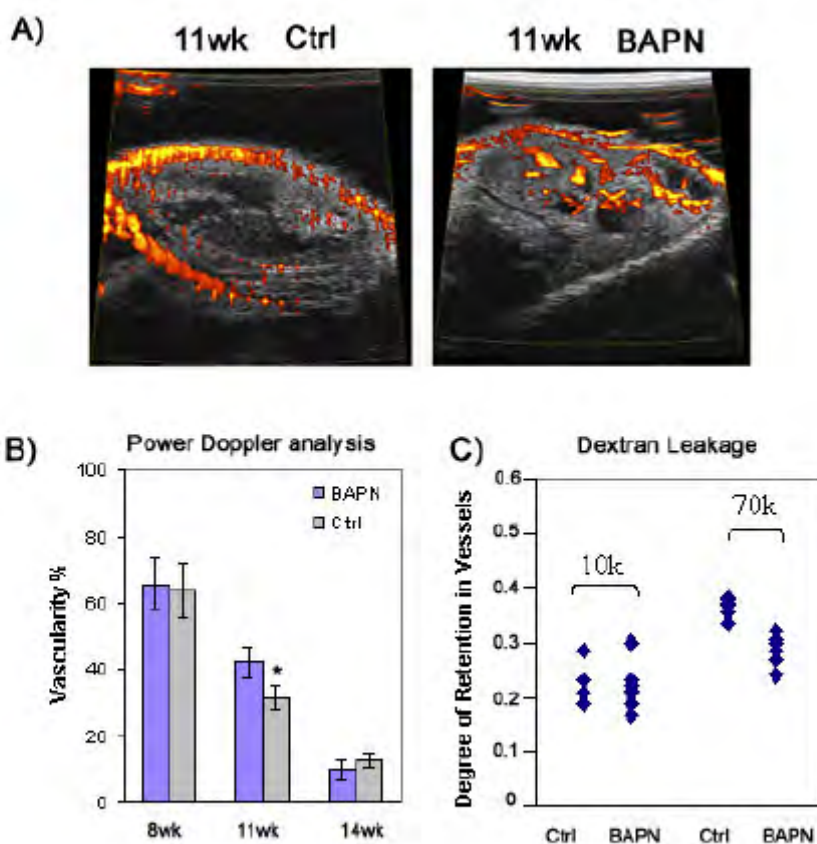 A)
11wk Ctrl
11wk BAPN
B)
Power Doppler analysis
100
80
60
40
20
10
0
Vascularity %
BAPN
Ctrl
*
8wk
11wk
14wk
C)
Dextran Leakage
0.6
0.5
0.4
0.3
0.2
0.1
0
Degree of Retention in Vessels
10k
70k
Ctrl BAPN Ctrl BAPN